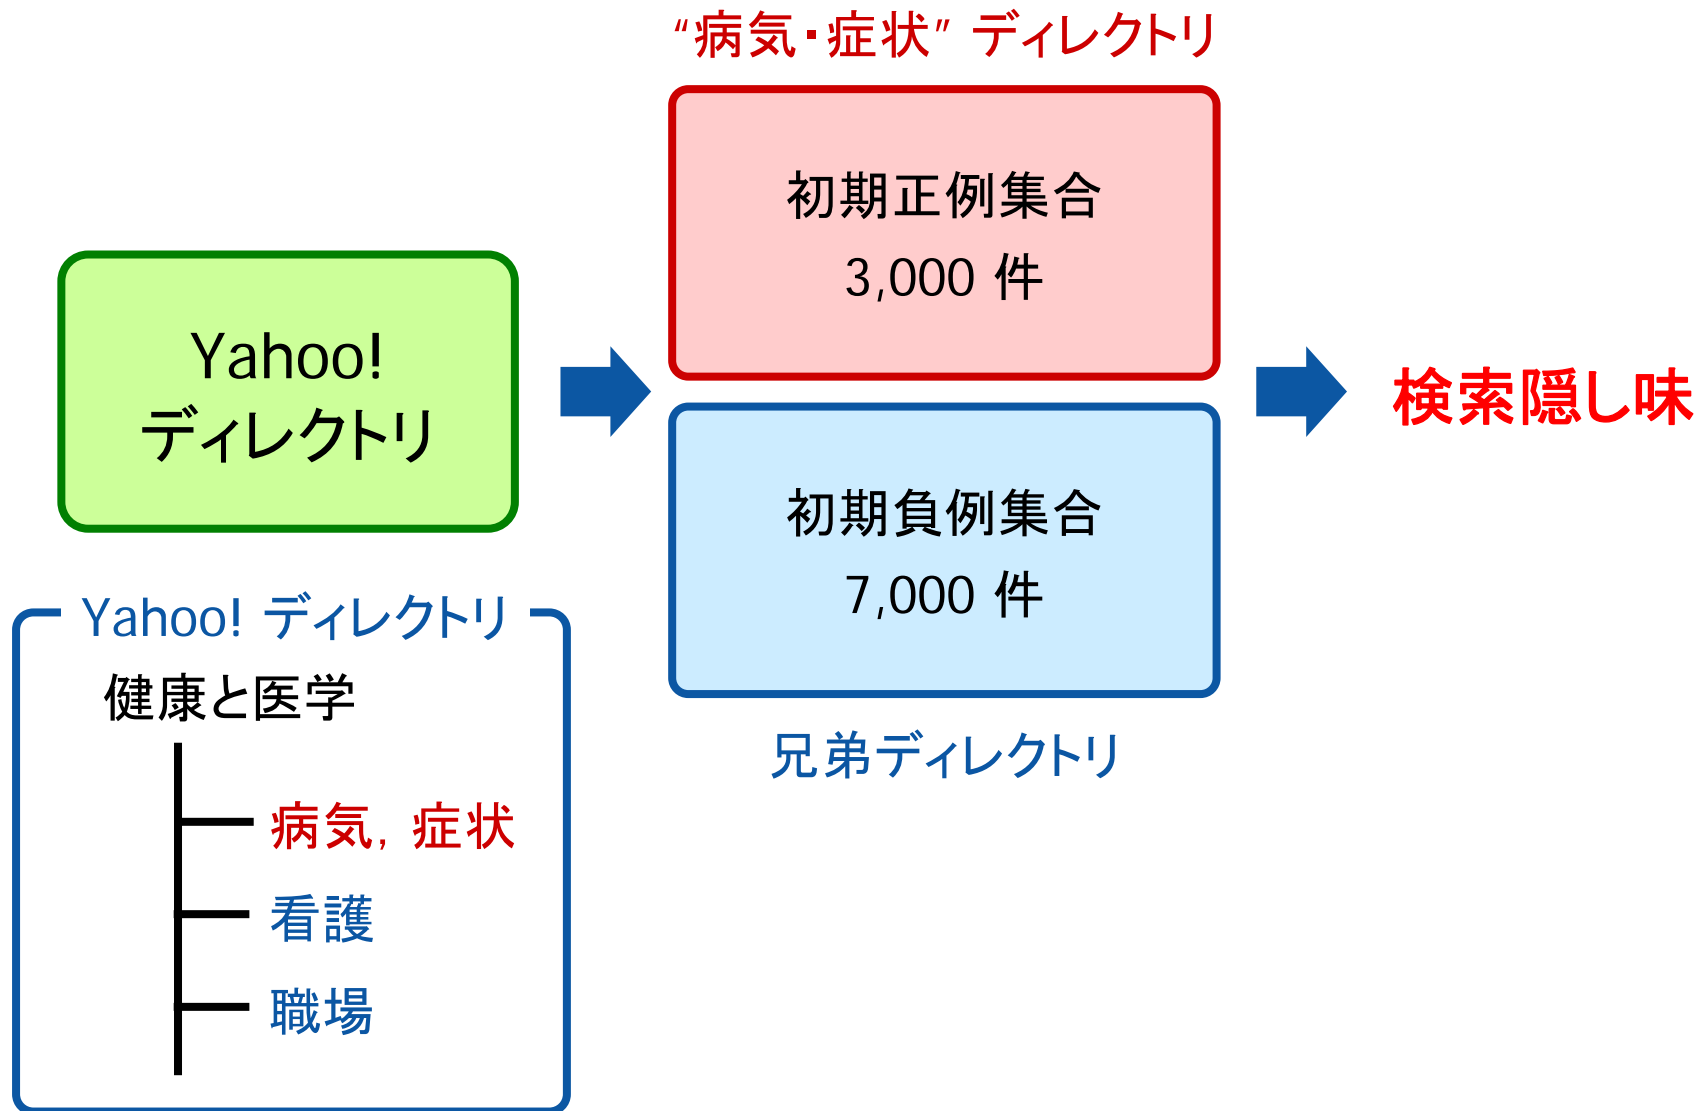 “病気・症状” ディレクトリ
初期正例集合
3,000 件
Yahoo!
ディレクトリ
検索隠し味
初期負例集合
7,000 件
兄弟ディレクトリ
Yahoo! ディレクトリ
健康と医学
病気, 症状
看護
職場